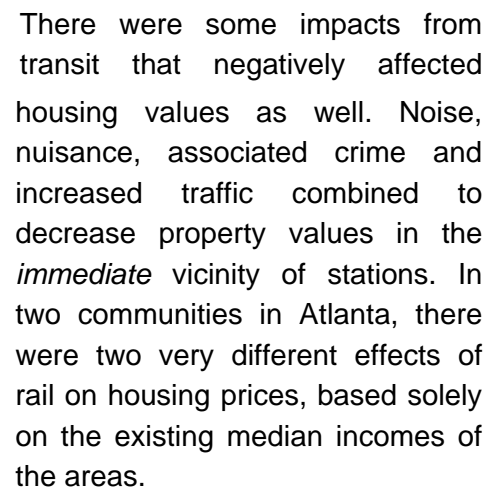 There were some impacts from
transit that negatively affected
housing values as well. Noise,
nuisance, associated crime and
increased traffic combined to
decrease property values in the
immediate vicinity of stations. In
two communities in Atlanta, there
were two very different effects of
rail on housing prices, based solely
on the existing median incomes of
the areas.